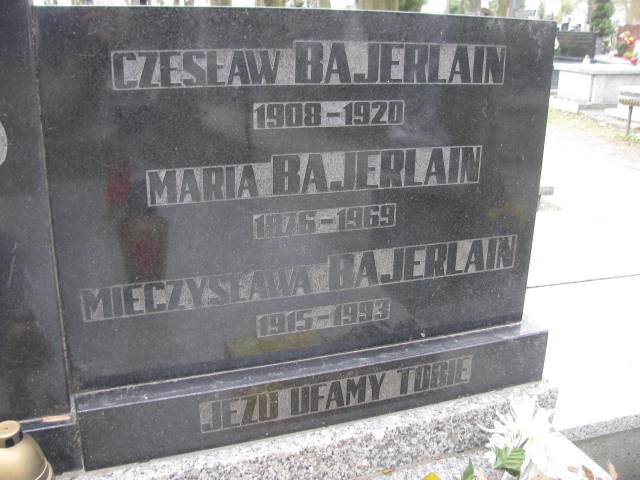 CZESŁAW BAJERLAIN
1908-1920
MARIA BAJERLAIN
1876-1969
MIECZYSŁAWA BAJERLAIN
1915-1993
JEZU UFAMY TOBIE